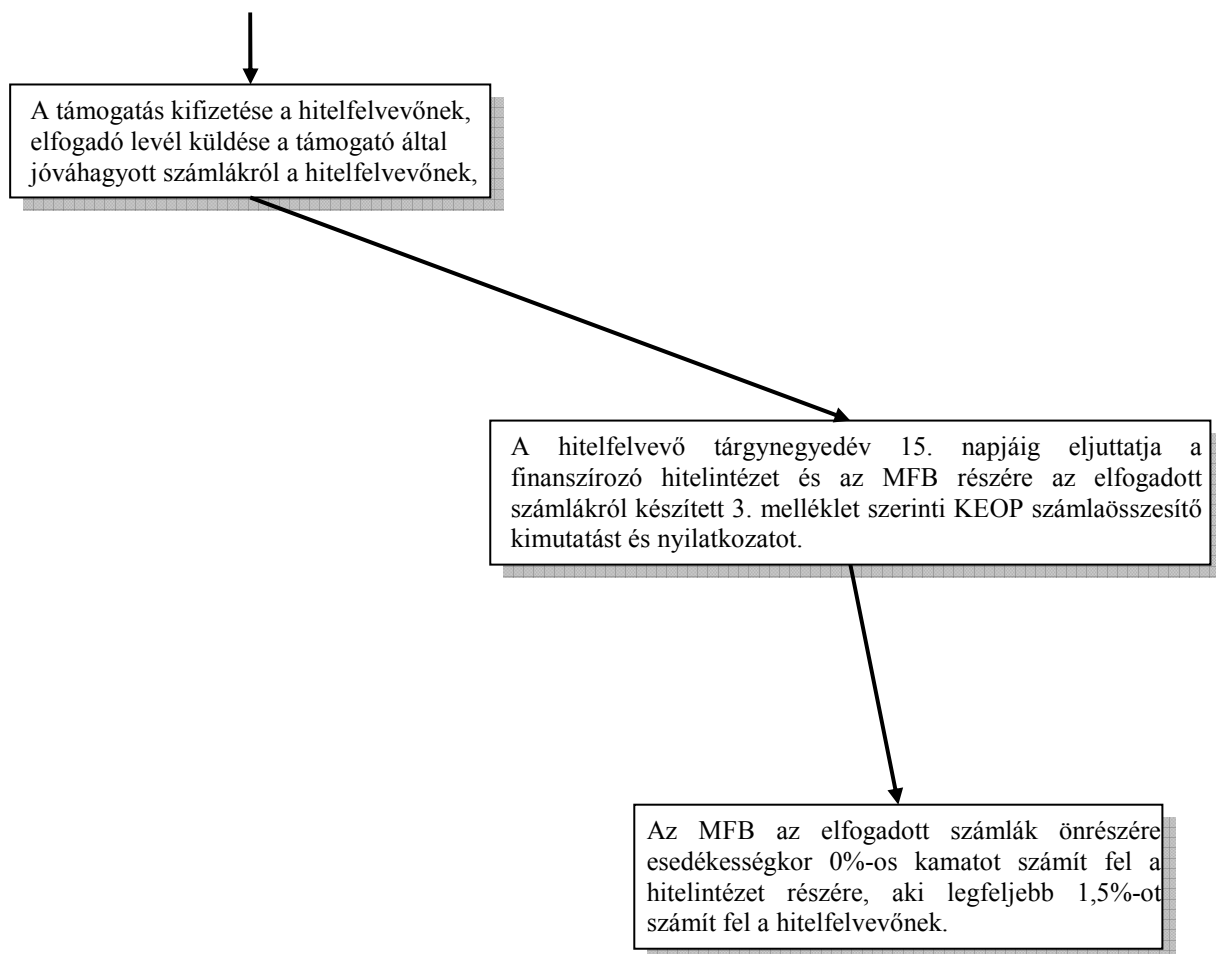 A támogatás kifizetése a hitelfelvevőnek,
elfogadó levél küldése a támogató által
jóváhagyott számlákról a hitelfelvevőnek,
A hitelfelvevő tárgynegyedév 15. napjáig eljuttatja a
finanszírozó hitelintézet és az MFB részére az elfogadott
számlákról készített 3. melléklet szerinti KEOP számlaösszesítő
kimutatást és nyilatkozatot.
Az MFB az elfogadott számlák önrészére
esedékességkor 0%-os kamatot számít fel a
hitelintézet részére, aki legfeljebb 1,5%-ot
számít fel a hitelfelvevőnek.